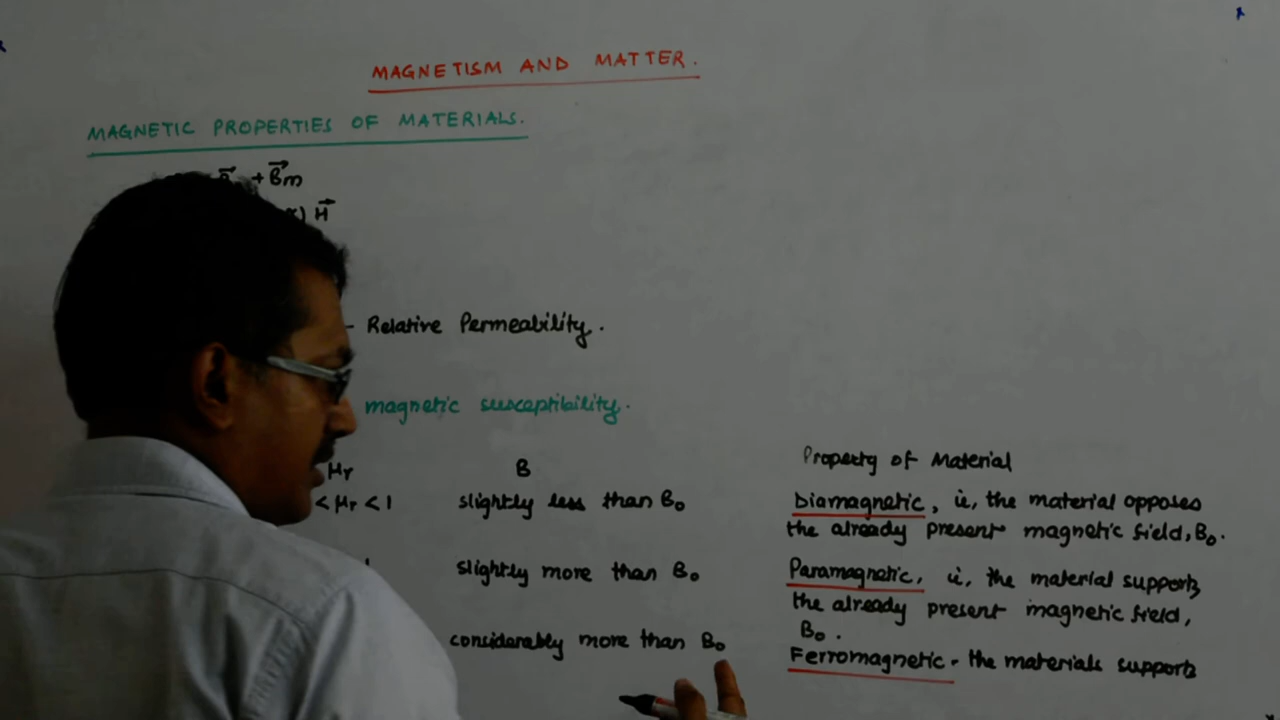 MAGNETISM AND MATTER.
MAGNETIC PROPERTIES OF MATERIALS.
+ B⃗m
) H⃗
- Relative Permeability.
magnetic susceptibility.
μr B Property of Material
< μr < 1 slightly less than B₀ Diamagnetic, ie, the material opposes
the already present magnetic field, B₀.
slightly more than B₀ Paramagnetic, ie, the material supports
the already present magnetic field,
B₀.
considerably more than B₀ Ferromagnetic - the materials supports